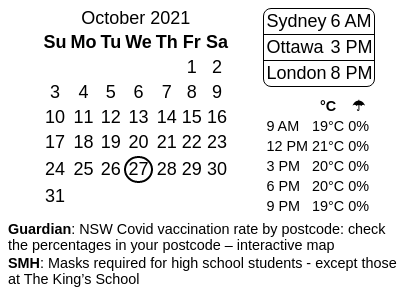 October 2021
Su Mo Tu We Th Fr Sa
1 2
3 4 5 6 7 8 9
10 11 12 13 14 15 16
17 18 19 20 21 22 23
24 25 26 27 28 29 30
31
Sydney 6 AM
Ottawa 3 PM
London 8 PM
°C ☂
9 AM 19°C 0%
12 PM 21°C 0%
3 PM 20°C 0%
6 PM 20°C 0%
9 PM 19°C 0%
Guardian: NSW Covid vaccination rate by postcode: check
the percentages in your postcode – interactive map
SMH: Masks required for high school students - except those
at The King’s School